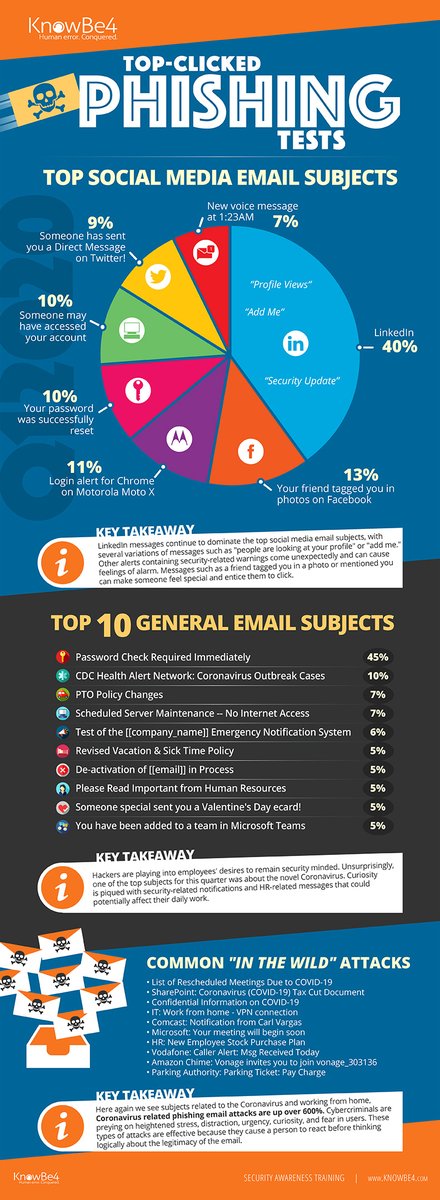 KnowBe4
Human error. Conquered.
TOP-CLICKED
PHISHING
TESTS
TOP SOCIAL MEDIA EMAIL SUBJECTS
New voice message
at 1:23AM 7%
9%
Someone has sent
you a Direct Message
on Twitter!
10%
Someone may
have accessed
your account
10%
Your password
was successfully
reset
11%
Login alert for Chrome
on Motorola Moto X
13%
Your friend tagged you in
photos on Facebook
LinkedIn
40%
"Profile Views"
"Add Me"
in
"Security Update"
f
Q12020
KEY TAKEAWAY
i
LinkedIn messages continue to dominate the top social media email subjects, with
several variations of messages such as "people are looking at your profile" or "add me."
Other alerts containing security-related warnings come unexpectedly and can cause
feelings of alarm. Messages such as a friend tagged you in a photo or mentioned you
can make someone feel special and entice them to click.
TOP 10 GENERAL EMAIL SUBJECTS
Password Check Required Immediately 45%
CDC Health Alert Network: Coronavirus Outbreak Cases 10%
PTO Policy Changes 7%
Scheduled Server Maintenance -- No Internet Access 7%
Test of the [[company_name]] Emergency Notification System 6%
Revised Vacation & Sick Time Policy 5%
De-activation of [[email]] in Process 5%
Please Read Important from Human Resources 5%
Someone special sent you a Valentine's Day ecard! 5%
You have been added to a team in Microsoft Teams 5%
KEY TAKEAWAY
i
Hackers are playing into employees' desires to remain security minded. Unsurprisingly,
one of the top subjects for this quarter was about the novel Coronavirus. Curiosity
is piqued with security-related notifications and HR-related messages that could
potentially affect their daily work.
COMMON "IN THE WILD" ATTACKS
• List of Rescheduled Meetings Due to COVID-19
• SharePoint: Coronavirus (COVID-19) Tax Cut Document
• Confidential Information on COVID-19
• IT: Work from home - VPN connection
• Comcast: Notification from Carl Vargas
• Microsoft: Your meeting will begin soon
• HR: New Employee Stock Purchase Plan
• Vodafone: Caller Alert: Msg Received Today
• Amazon Chime: Vonage invites you to join vonage_303136
• Parking Authority: Parking Ticket: Pay Charge
KEY TAKEAWAY
i
Here again we see subjects related to the Coronavirus and working from home.
Coronavirus related phishing email attacks are up over 600%. Cybercriminals are
preying on heightened stress, distraction, urgency, curiosity, and fear in users. These
types of attacks are effective because they cause a person to react before thinking
logically about the legitimacy of the email.
KnowBe4
Human error. Conquered.
SECURITY AWARENESS TRAINING | www.KNOWBE4.COM